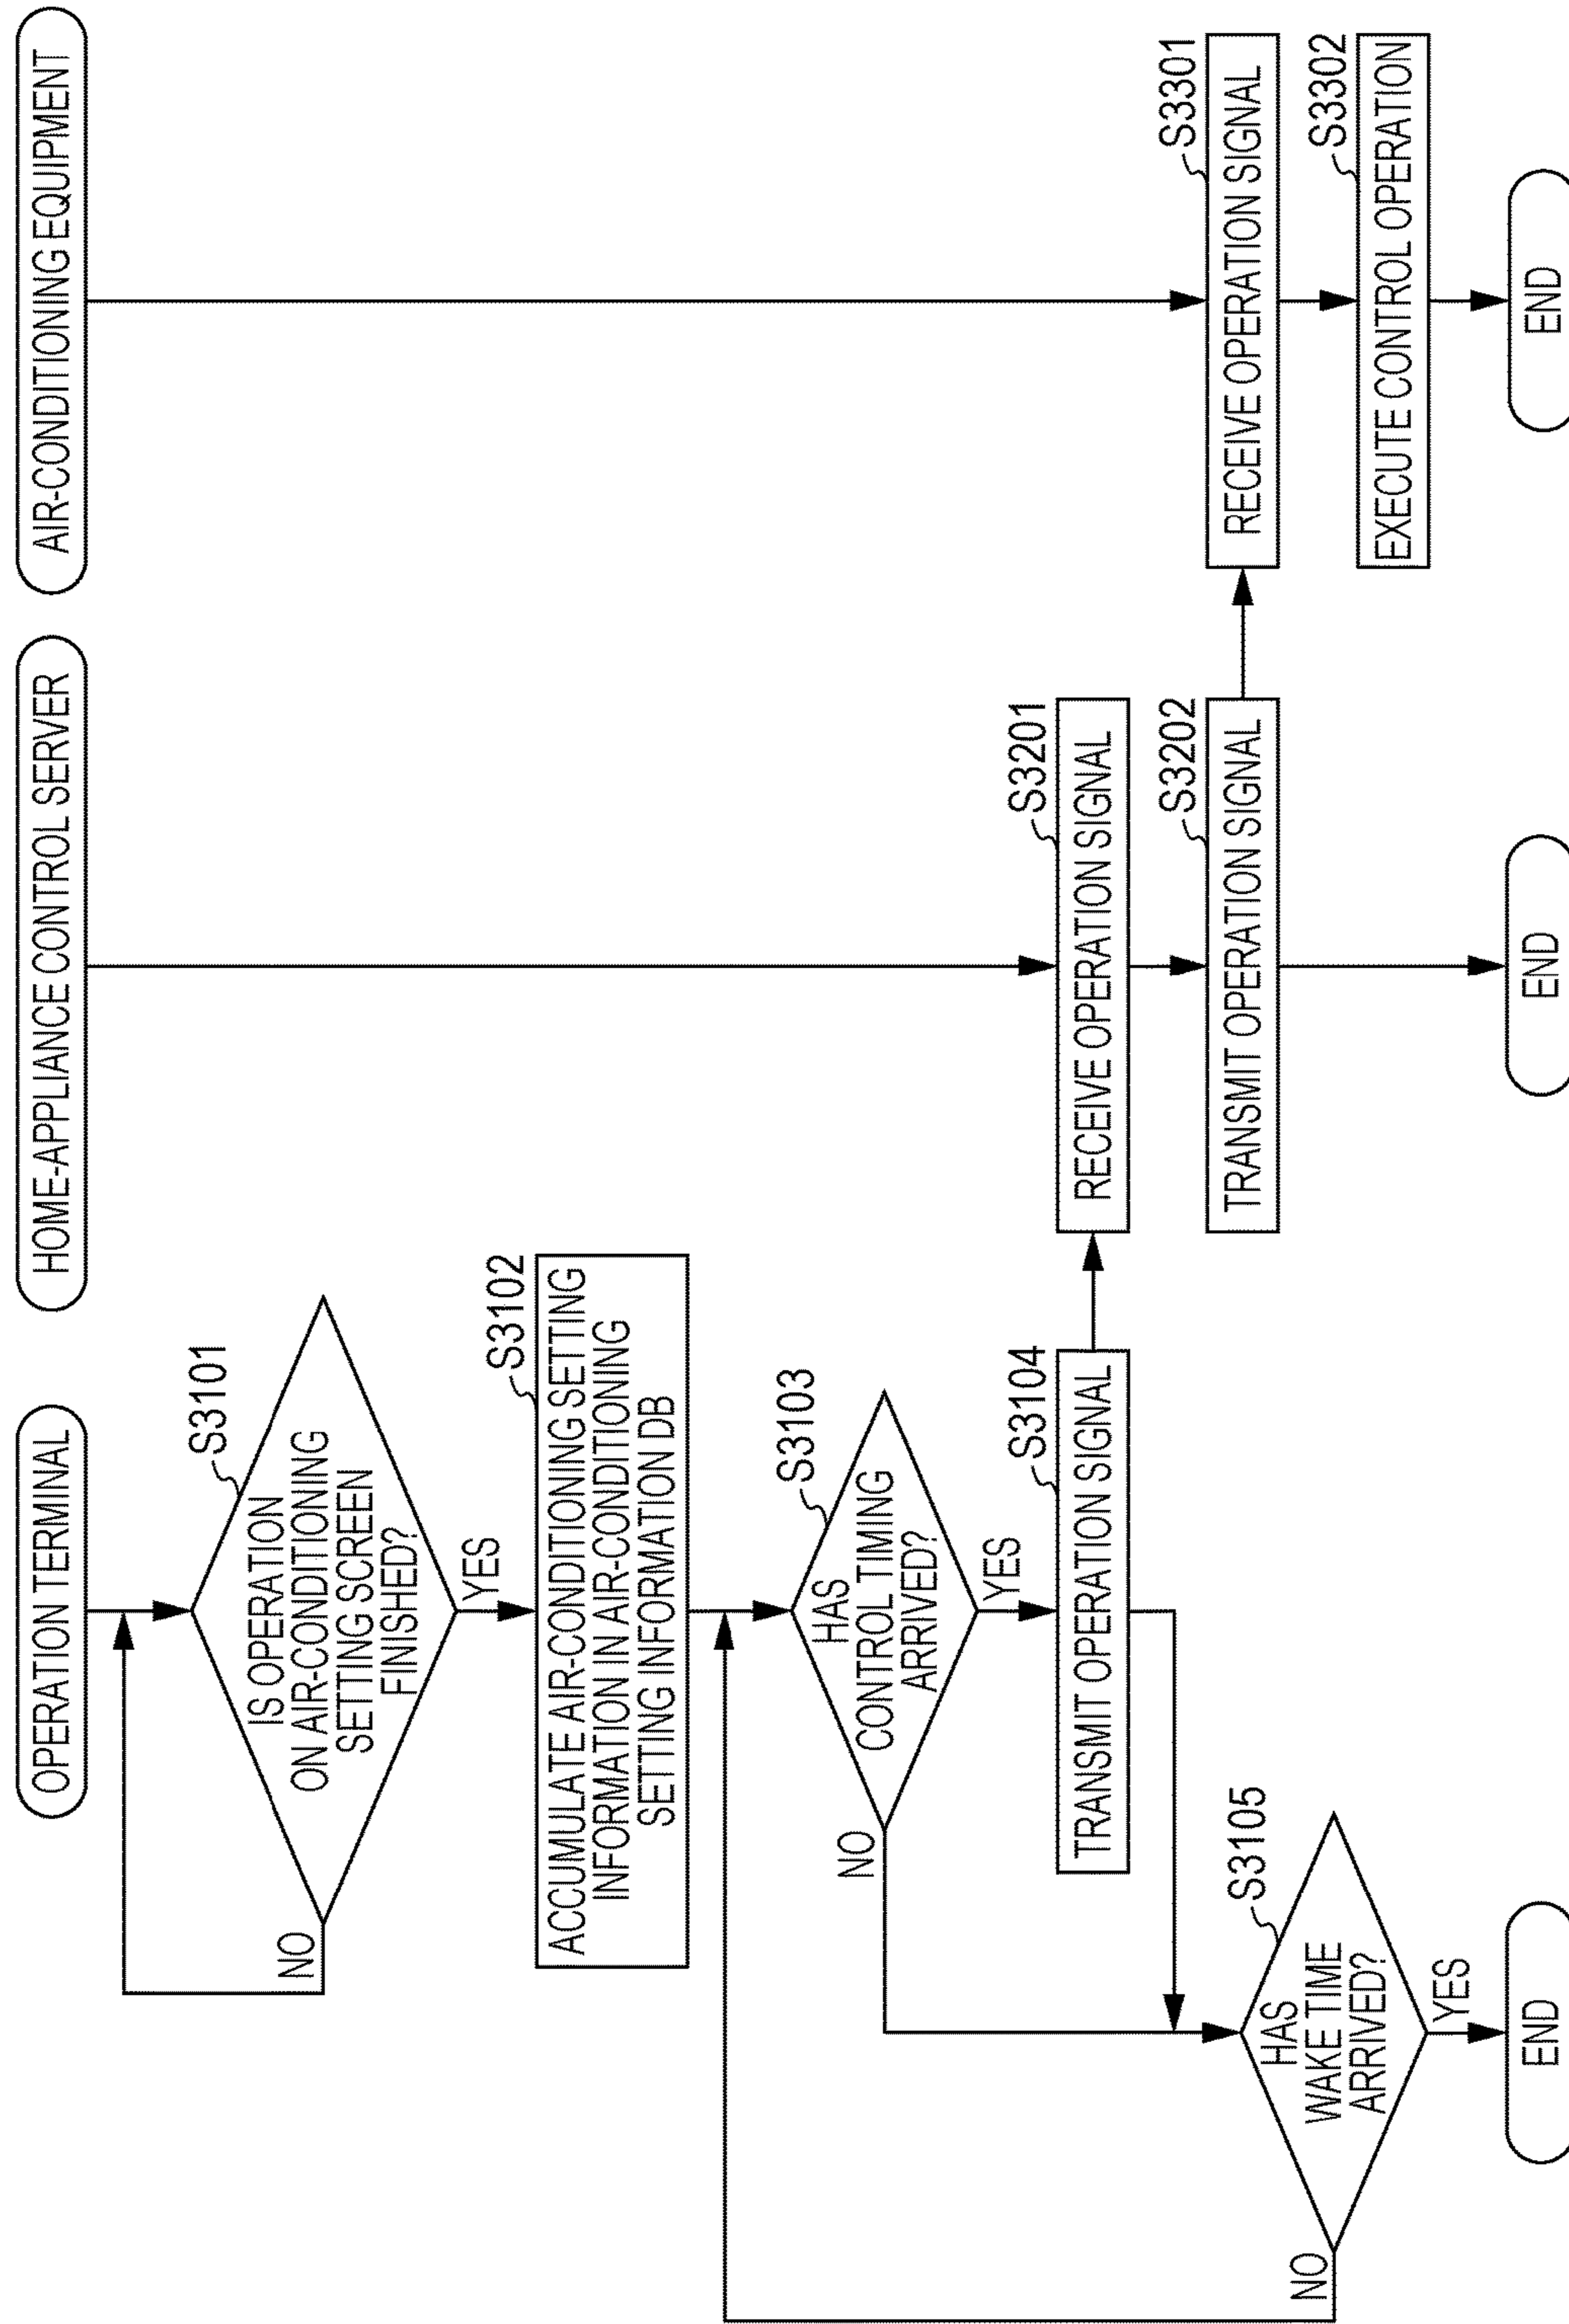 OPERATION TERMINAL
S3101
IS OPERATION
ON AIR-CONDITIONING
SETTING SCREEN
FINISHED?
NO
YES
S3102
ACCUMULATE AIR-CONDITIONING SETTING
INFORMATION IN AIR-CONDITIONING
SETTING INFORMATION DB
S3103
HAS
CONTROL TIMING
ARRIVED?
NO
YES
S3104
TRANSMIT OPERATION SIGNAL
S3105
HAS
WAKE TIME
ARRIVED?
NO
YES
END
HOME-APPLIANCE CONTROL SERVER
S3201
RECEIVE OPERATION SIGNAL
S3202
TRANSMIT OPERATION SIGNAL
END
AIR-CONDITIONING EQUIPMENT
S3301
RECEIVE OPERATION SIGNAL
S3302
EXECUTE CONTROL OPERATION
END